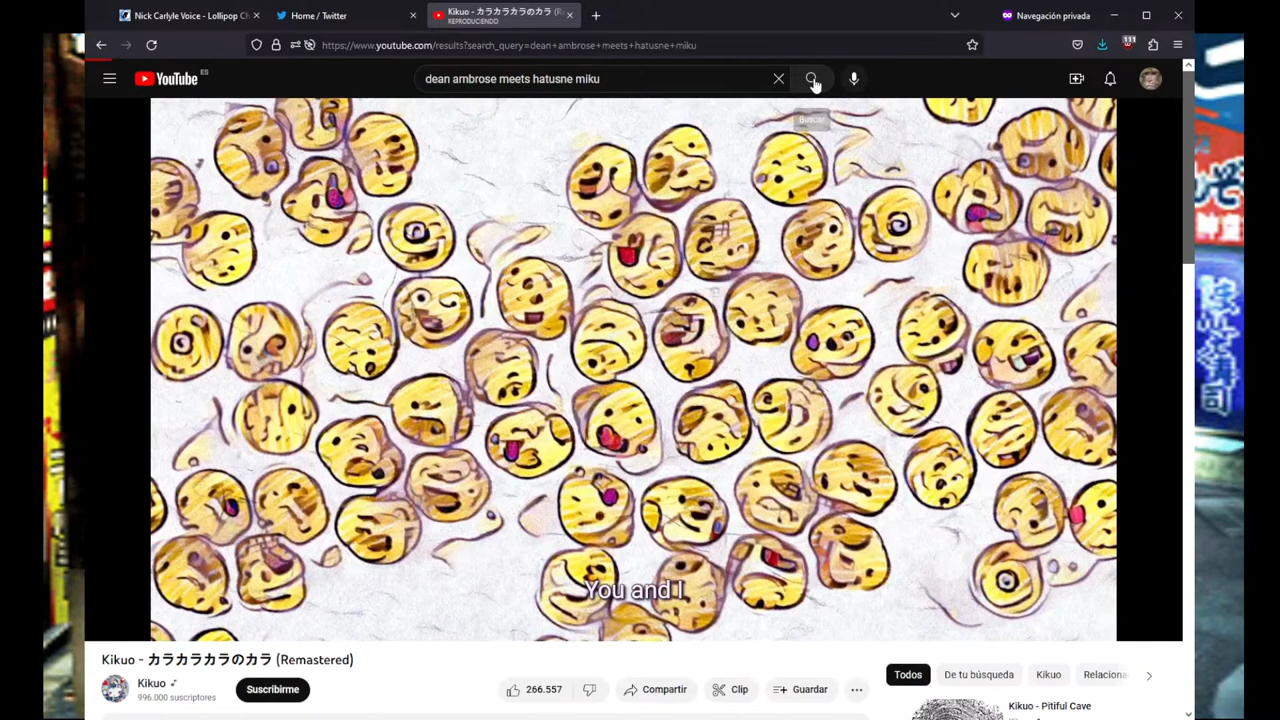 Nick Carlyle Voice - Lollipop Ch
Home / Twitter
Kikuo - カラカラカラのカラ (Re
REPRODUCIENDO
Navegación privada
https://www.youtube.com/results?search_query=dean+ambrose+meets+hatusne+miku
111
YouTube ES
dean ambrose meets hatusne miku
Buscar
You and I
Kikuo - カラカラカラのカラ (Remastered)
Kikuo
996.000 suscriptores
Suscribirme
266.557
Compartir
Clip
Guardar
Todos
De tu búsqueda
Kikuo
Relaciona
Kikuo - Pitiful Cave